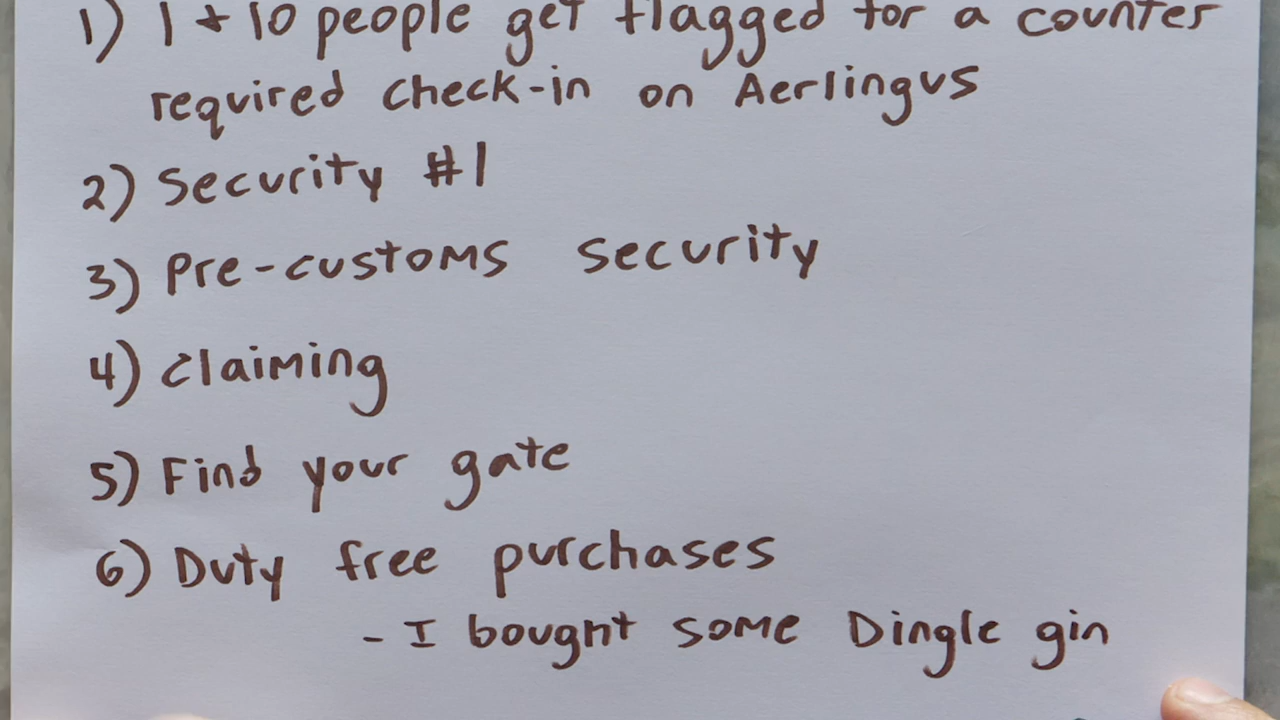 1) 1 + 10 people get flagged for a counter
required check-in on Aerlingus
2) Security #1
3) Pre-customs security
4) Claiming
5) Find your gate
6) Duty free purchases
- I bought some Dingle gin